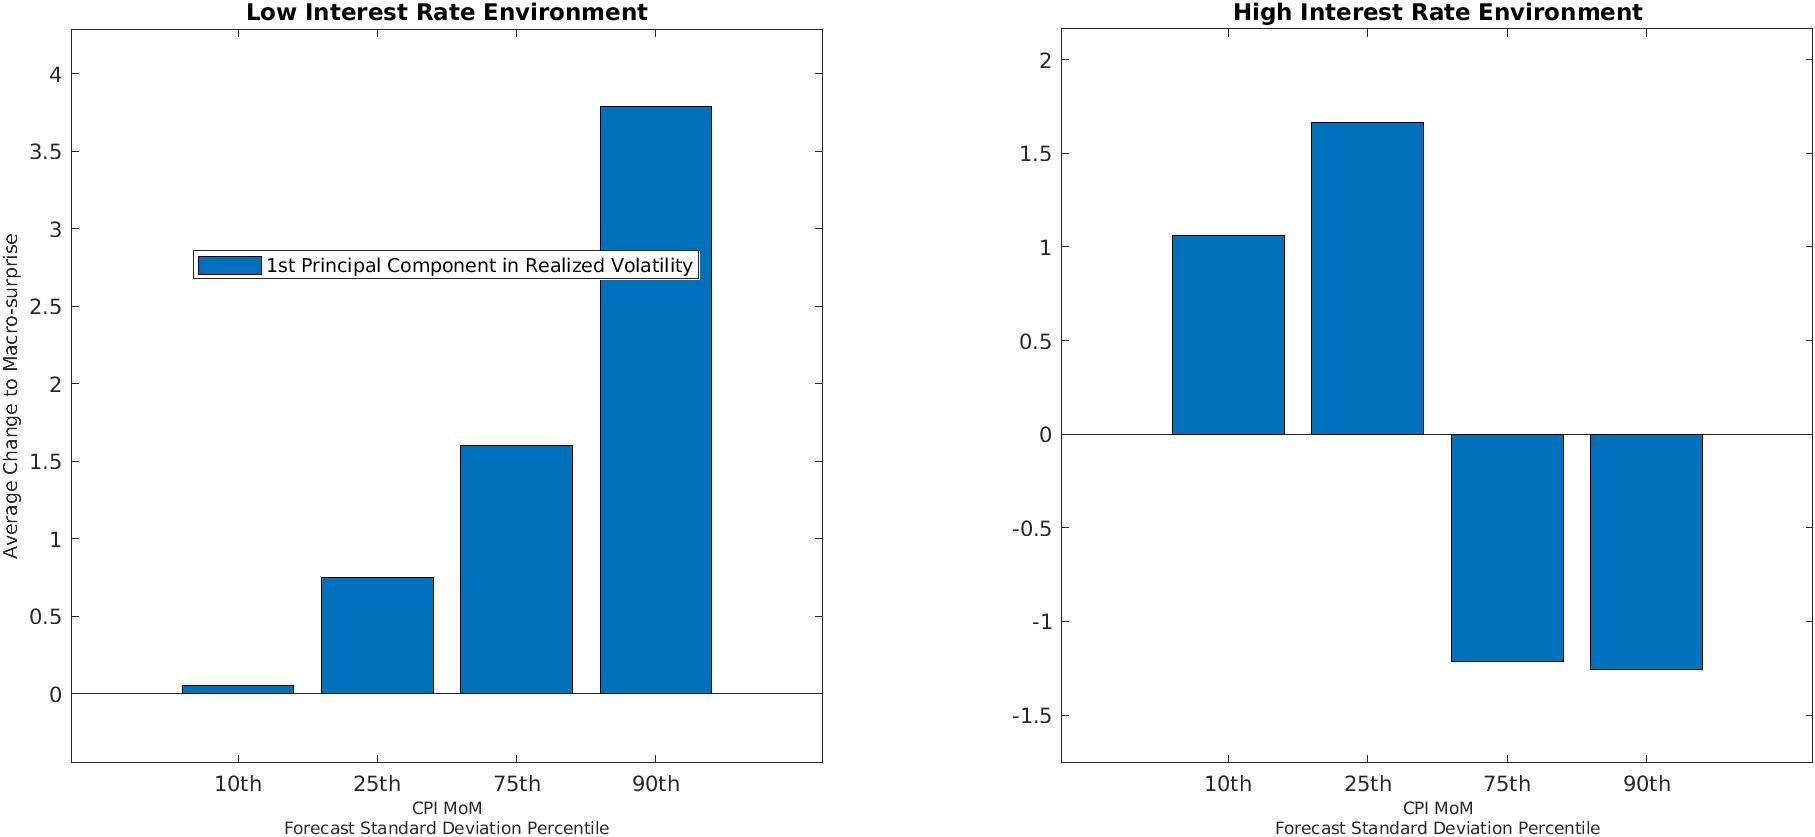 Low Interest Rate Environment
Average Change to Macro-surprise
4
3.5
3
2.5
2
1.5
1
0.5
0
1st Principal Component in Realized Volatility
10th 25th 75th 90th
CPI MoM
Forecast Standard Deviation Percentile
High Interest Rate Environment
2
1.5
1
0.5
0
-0.5
-1
-1.5
10th 25th 75th 90th
CPI MoM
Forecast Standard Deviation Percentile